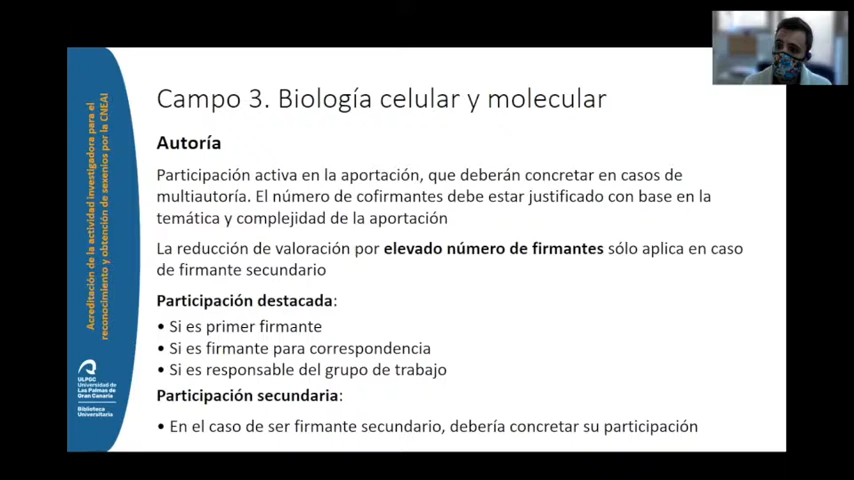 Campo 3. Biología celular y molecular
Autoría
Participación activa en la aportación, que deberán concretar en casos de
multiautoría. El número de cofirmantes debe estar justificado con base en la
temática y complejidad de la aportación
La reducción de valoración por elevado número de firmantes sólo aplica en caso
de firmante secundario
Participación destacada:
• Si es primer firmante
• Si es firmante para correspondencia
• Si es responsable del grupo de trabajo
Participación secundaria:
• En el caso de ser firmante secundario, debería concretar su participación
Acreditación de la actividad investigadora para el
reconocimiento y obtención de sexenios por la CNEAI
ULPGC
Universidad de
Las Palmas de
Gran Canaria
Biblioteca
Universitaria